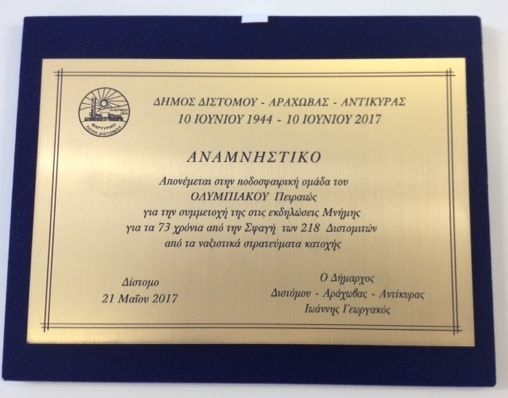 ΔΗΜΟΣ ΔΙΣΤΟΜΟΥ - ΑΡΑΧΩΒΑΣ - ΑΝΤΙΚΥΡΑΣ
10 ΙΟΥΝΙΟΥ 1944 - 10 ΙΟΥΝΙΟΥ 2017
ΑΝΑΜΝΗΣΤΙΚΟ
Απονέμεται στην ποδοσφαιρική ομάδα του
ΟΛΥΜΠΙΑΚΟΥ Πειραιώς
για την συμμετοχή της στις εκδηλώσεις Μνήμης
για τα 73 χρόνια από την Σφαγή των 218 Διστομιτών
από τα ναζιστικά στρατεύματα κατοχής
Δίστομο
21 Μαΐου 2017
Ο Δήμαρχος
Διστόμου - Αράχωβας - Αντίκυρας
Ιωάννης Γεωργακός